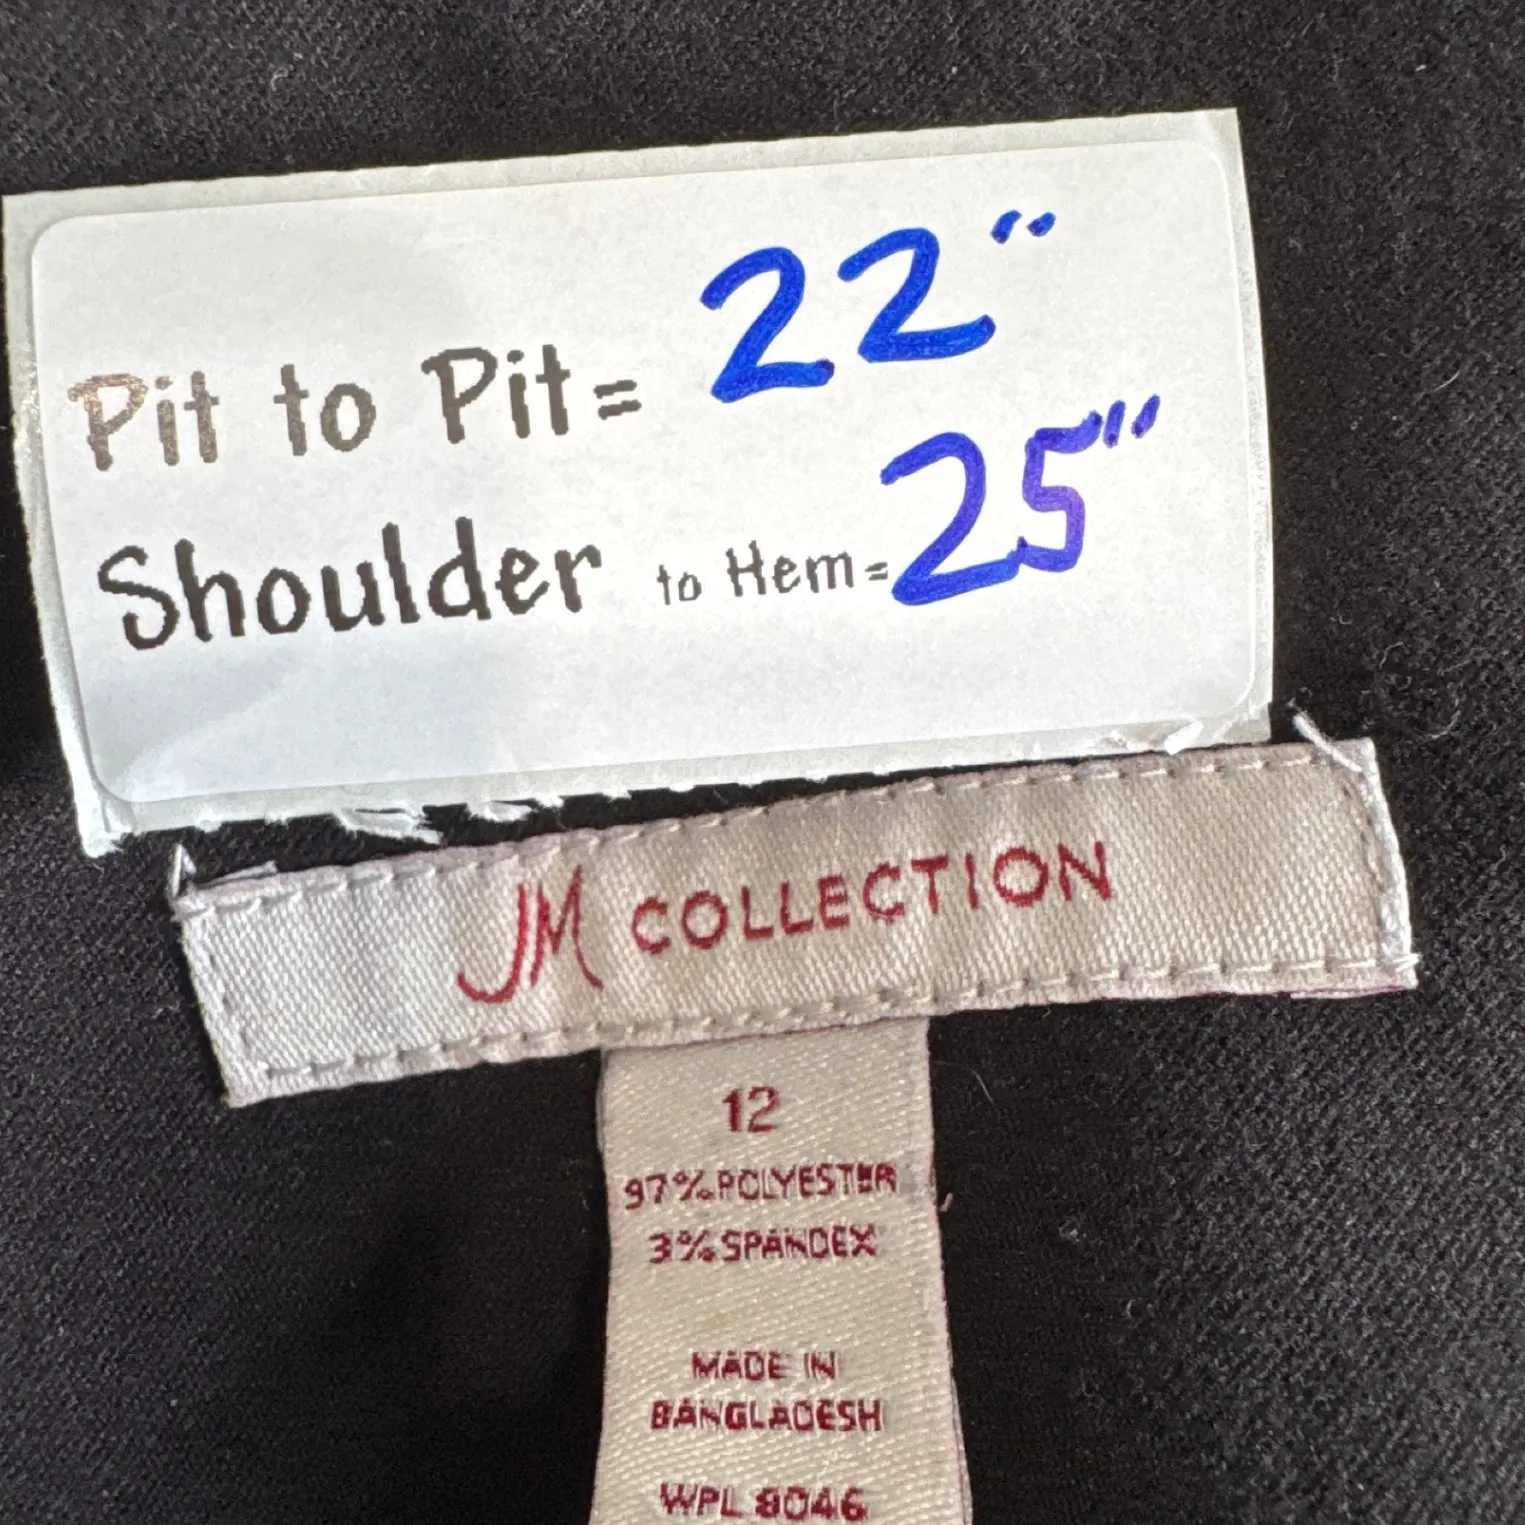 Pit to Pit= 22"
Shoulder to Hem= 25"
JM COLLECTION
12
97% POLYESTER
3% SPANDEX
MADE IN
BANGLADESH
WPL 8046